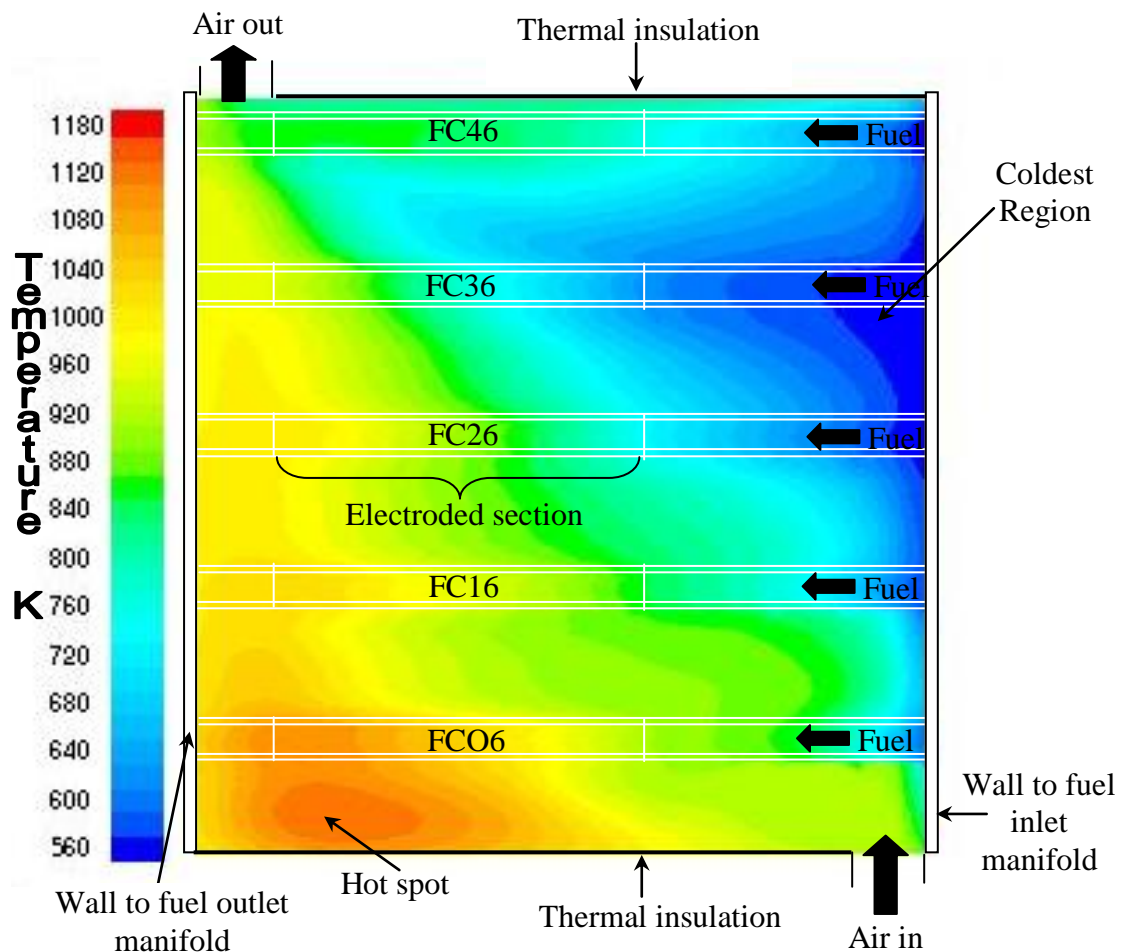 Air out
Thermal insulation
1180
1120
1080
1040
1000
960
920
880
840
800
760
720
680
640
600
560
Temperature K
FC46
Fuel
Coldest
Region
FC36
Fuel
FC26
Fuel
Electroded section
FC16
Fuel
FCO6
Fuel
Wall to fuel
inlet
manifold
Hot spot
Wall to fuel outlet
manifold
Thermal insulation
Air in